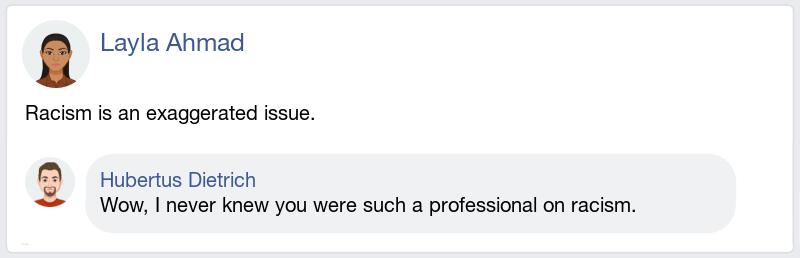 Layla Ahmad
Racism is an exaggerated issue.
Hubertus Dietrich
Wow, I never knew you were such a professional on racism.